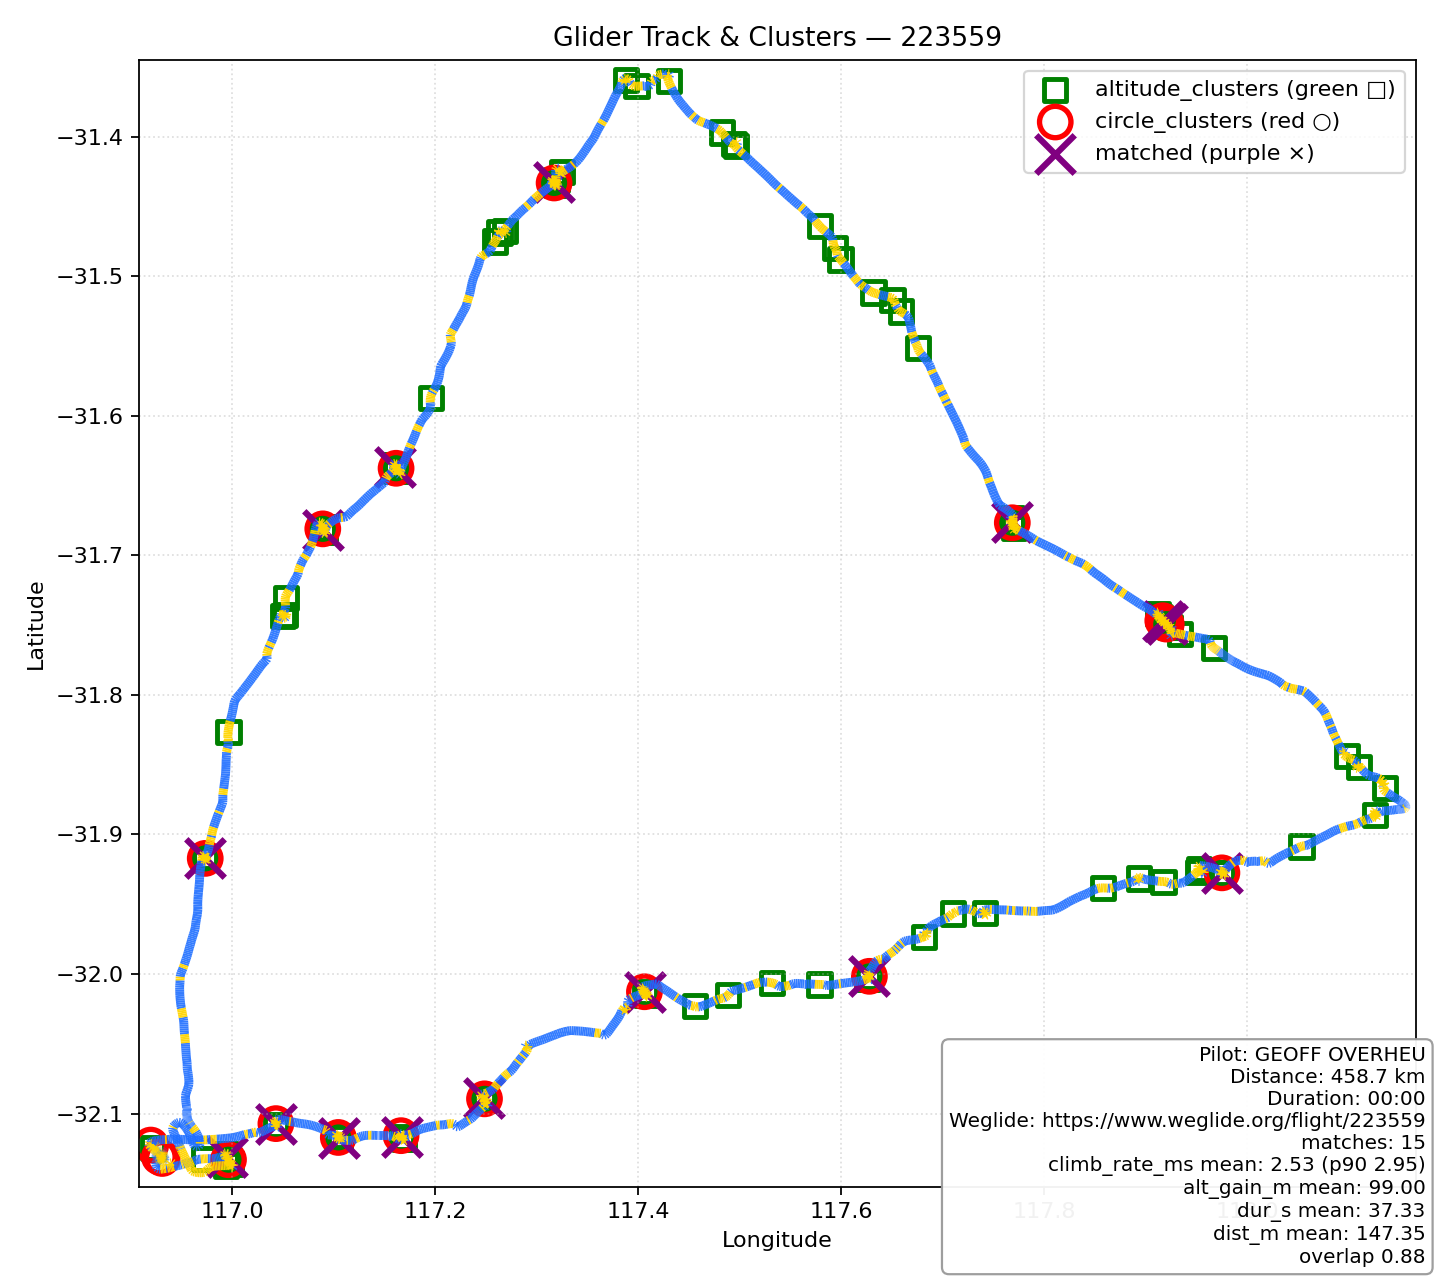 Glider Track & Clusters — 223559
altitude_clusters (green □)
circle_clusters (red ○)
matched (purple ×)
Latitude
−31.4
−31.5
−31.6
−31.7
−31.8
−31.9
−32.0
−32.1
117.0
117.2
117.4
117.6
117.8
Longitude
Pilot: GEOFF OVERHEU
Distance: 458.7 km
Duration: 00:00
Weglide: https://www.weglide.org/flight/223559
matches: 15
climb_rate_ms mean: 2.53 (p90 2.95)
alt_gain_m mean: 99.00
dur_s mean: 37.33
dist_m mean: 147.35
overlap 0.88